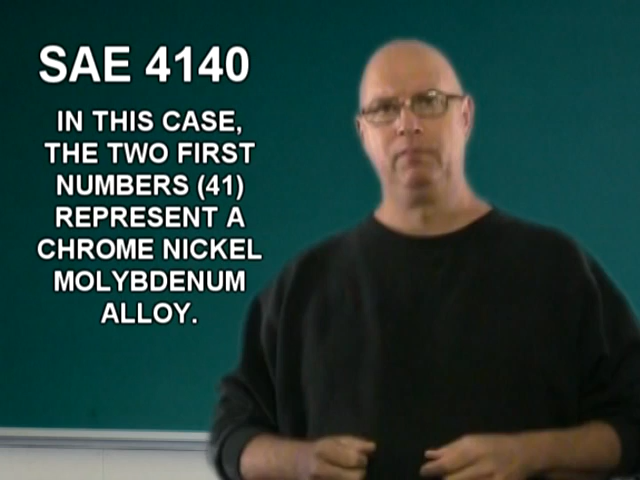 SAE 4140
IN THIS CASE,
THE TWO FIRST
NUMBERS (41)
REPRESENT A
CHROME NICKEL
MOLYBDENUM
ALLOY.